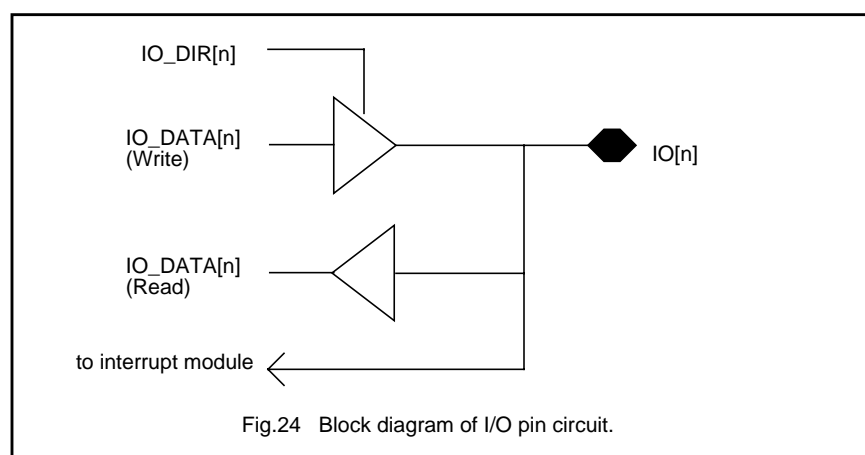 IO_DIR[n]
IO_DATA[n]
(Write)
IO[n]
IO_DATA[n]
(Read)
to interrupt module
Fig.24 Block diagram of I/O pin circuit.